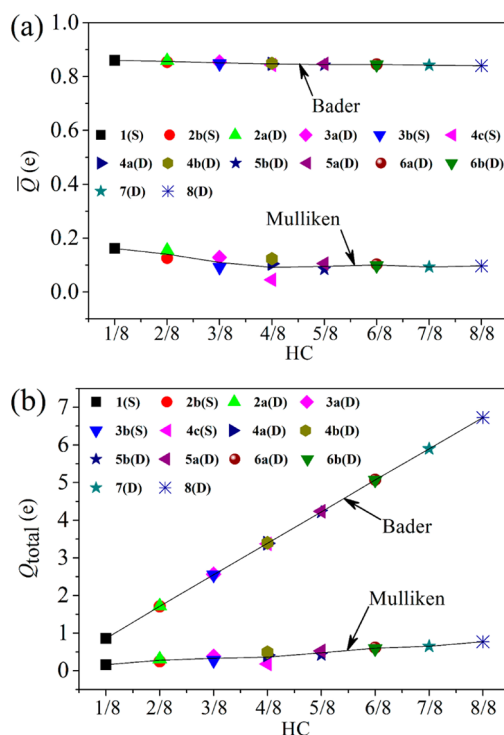 (a)
1.0
Bader
0.8
1(S) 2b(S) 2a(D) 3a(D) 3b(S) 4c(S)
0.6
4a(D) 4b(D) 5b(D) 5a(D) 6a(D) 6b(D)
0.4
7(D) 8(D)
Mulliken
0.2
0.0
Q̅ (e)
1/8 2/8 3/8 4/8 5/8 6/8 7/8 8/8
HC
(b)
7
1(S) 2b(S) 2a(D) 3a(D)
6
3b(S) 4c(S) 4a(D) 4b(D)
5
5b(D) 5a(D) 6a(D) 6b(D)
4
7(D) 8(D)
Bader
3
2
Mulliken
1
0
Qtotal (e)
1/8 2/8 3/8 4/8 5/8 6/8 7/8 8/8
HC